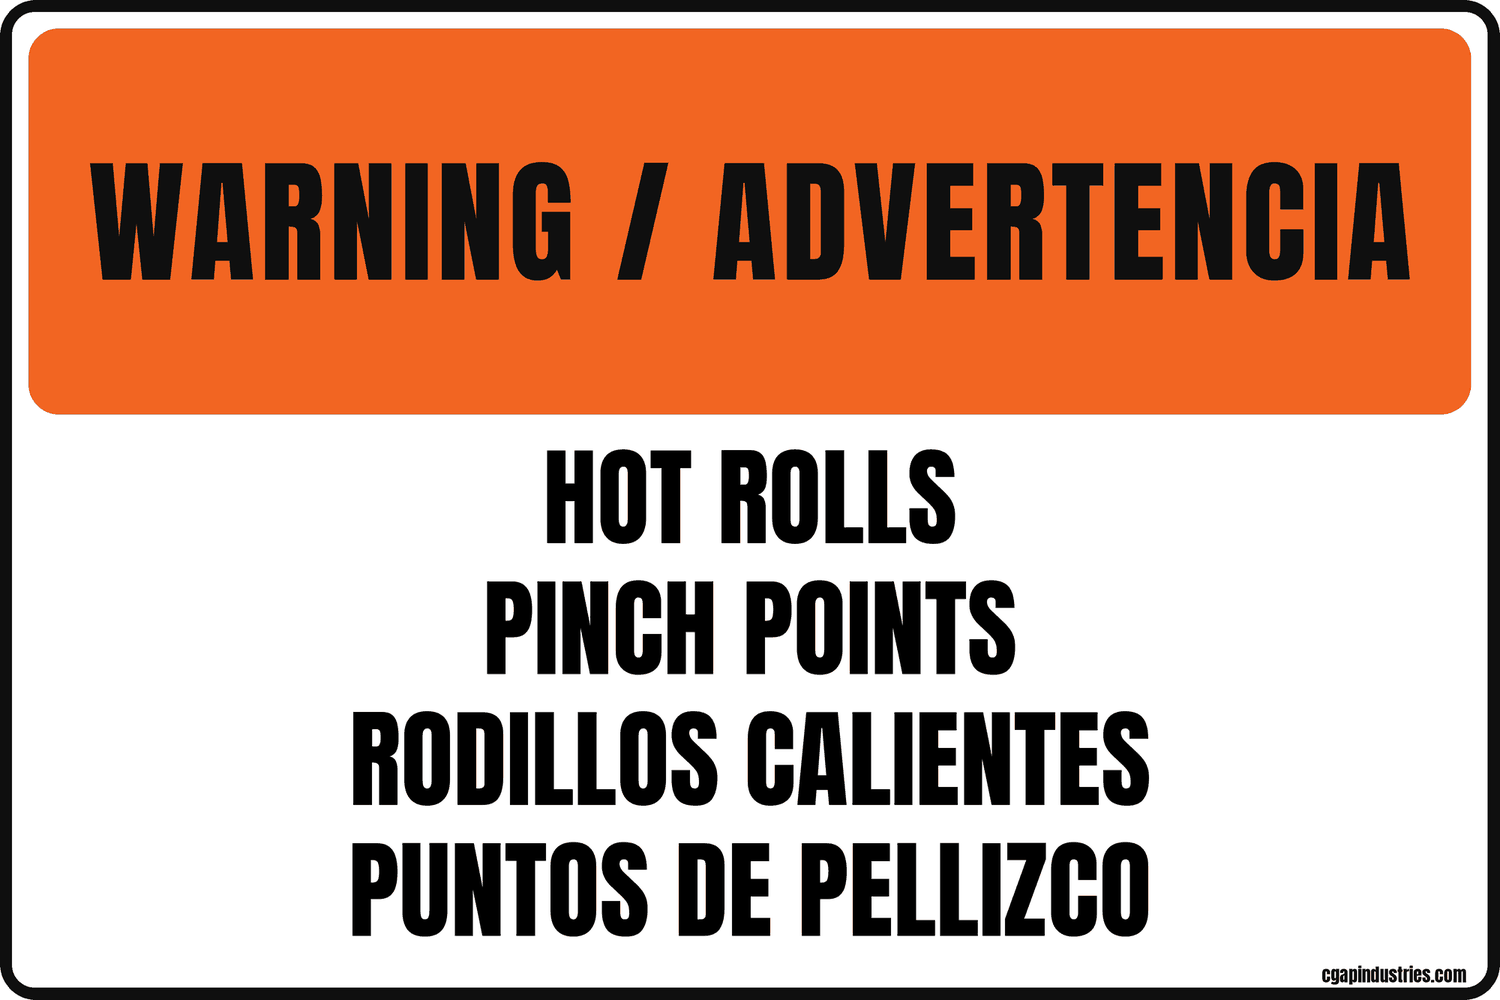 WARNING / ADVERTENCIA
HOT ROLLS
PINCH POINTS
RODILLOS CALIENTES
PUNTOS DE PELLIZCO
cgapindustries.com